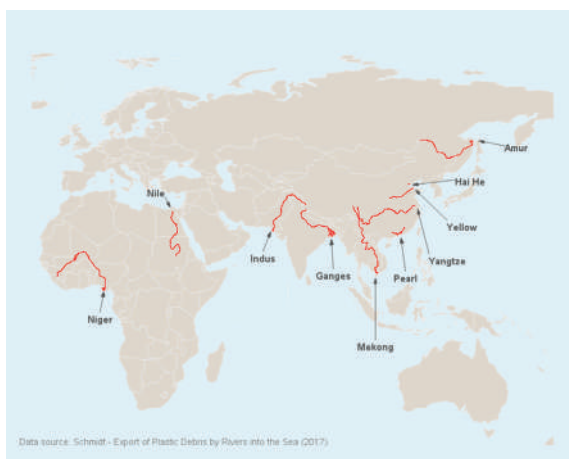 Amur
Hai He
Nile
Yellow
Indus
Yangtze
Ganges
Pearl
Niger
Mekong
Data source: Schmidt - Export of Plastic Debris by Rivers into the Sea (2017)